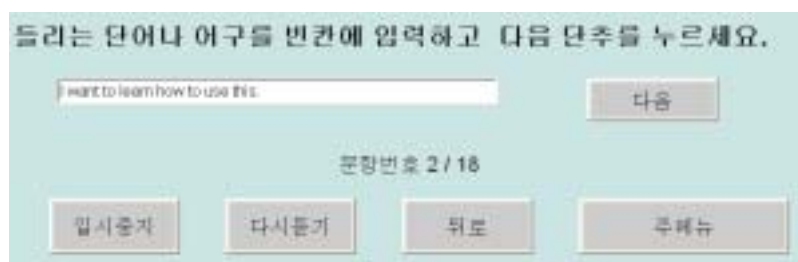 들리는 단어나 어구를 빈칸에 입력하고 다음 단추를 누르세요.
I want to learn how to use this.
다음
문항번호 2 / 18
일시중지 다시듣기 뒤로 주메뉴